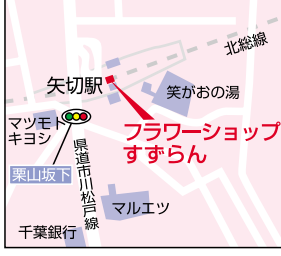 北総線
矢切駅
笑がおの湯
マツモト
キヨシ
フラワーショップ
すずらん
栗山坂下
県道市川松戸線
マルエツ
千葉銀行